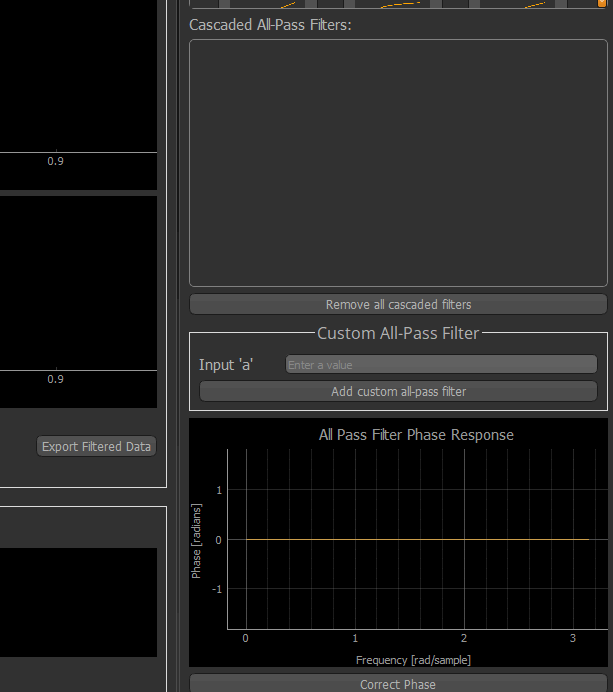 Cascaded All-Pass Filters:
0.9
0.9
Export Filtered Data
Remove all cascaded filters
Custom All-Pass Filter
Input 'a'
Enter a value
Add custom all-pass filter
All Pass Filter Phase Response
Phase [radians]
1
0
-1
0
1
2
3
Frequency [rad/sample]
Correct Phase